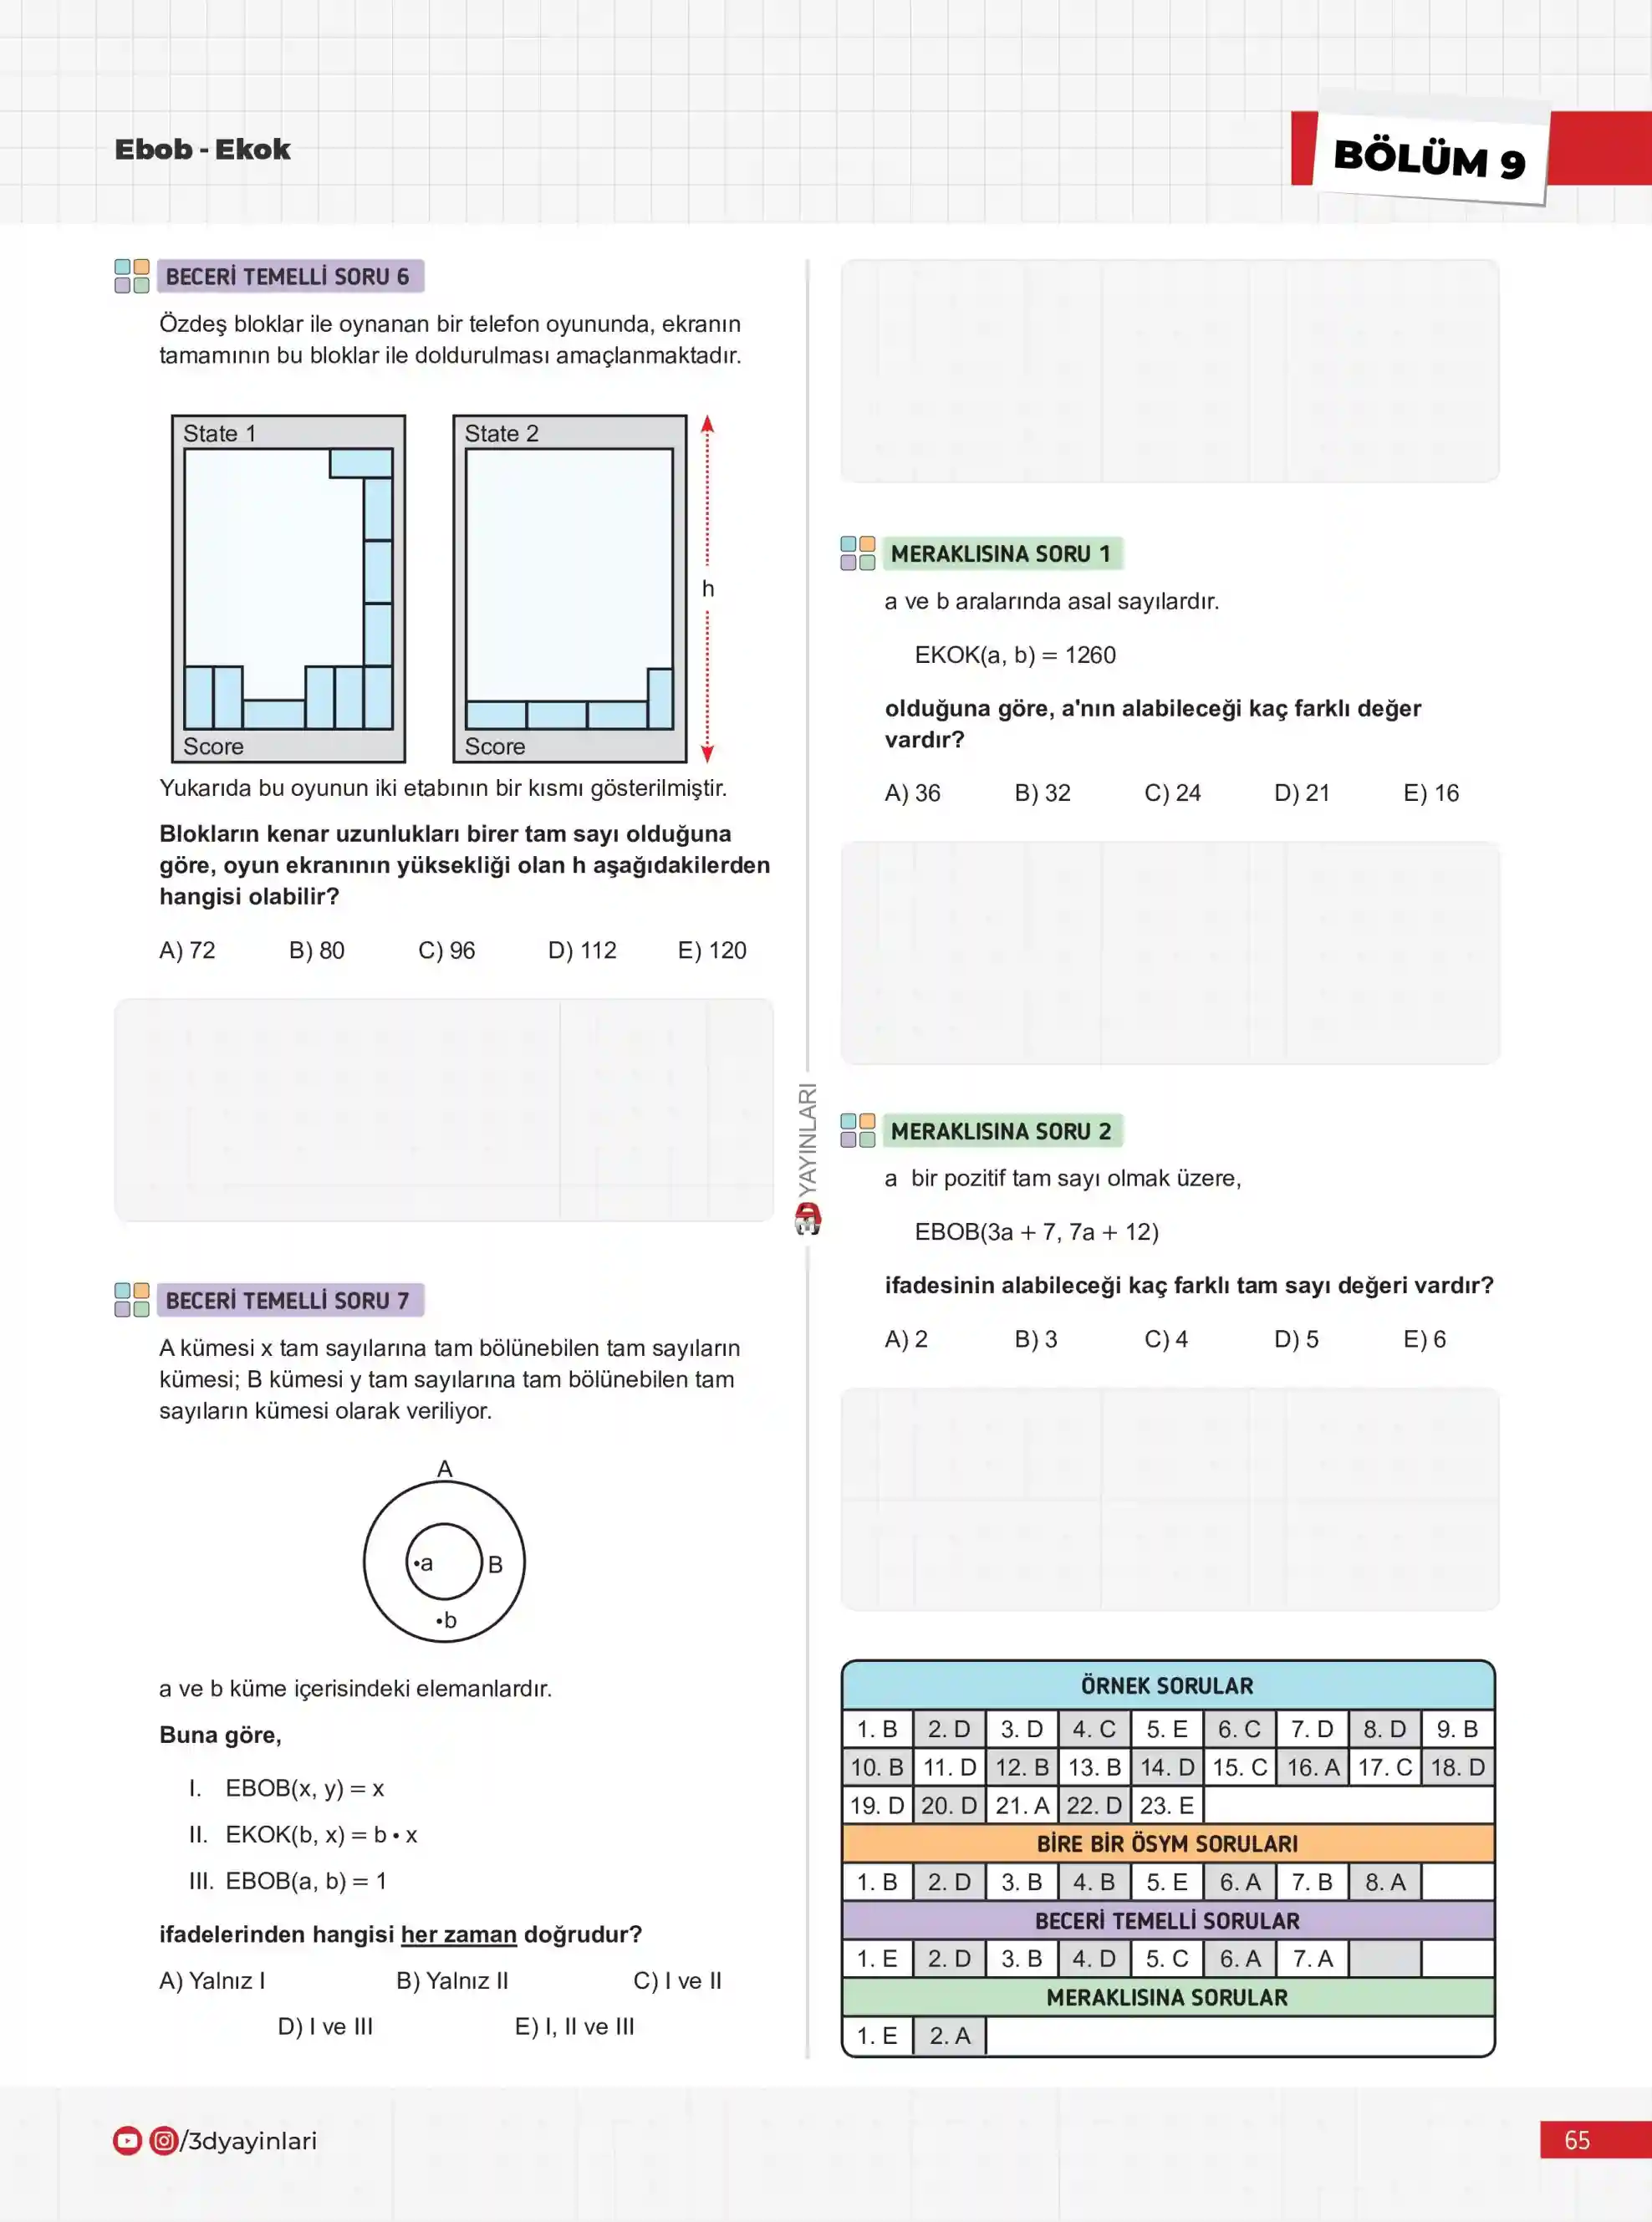 Ebob - Ekok
BÖLÜM 9
BECERİ TEMELLİ SORU 6
Özdeş bloklar ile oynanan bir telefon oyununda, ekranın
tamamının bu bloklar ile doldurulması amaçlanmaktadır.
State 1
State 2
h
Score
Score
Yukarıda bu oyunun iki etabının bir kısmı gösterilmiştir.
Blokların kenar uzunlukları birer tam sayı olduğuna
göre, oyun ekranının yüksekliği olan h aşağıdakilerden
hangisi olabilir?
A) 72 B) 80 C) 96 D) 112 E) 120
BECERİ TEMELLİ SORU 7
A kümesi x tam sayılarına tam bölünebilen tam sayıların
kümesi; B kümesi y tam sayılarına tam bölünebilen tam
sayıların kümesi olarak veriliyor.
A
•a
B
•b
a ve b küme içerisindeki elemanlardır.
Buna göre,
I. EBOB(x, y) = x
II. EKOK(b, x) = b • x
III. EBOB(a, b) = 1
ifadelerinden hangisi her zaman doğrudur?
A) Yalnız I B) Yalnız II C) I ve II
D) I ve III E) I, II ve III
YAYINLARI
MERAKLISINA SORU 1
a ve b aralarında asal sayılardır.
EKOK(a, b) = 1260
olduğuna göre, a'nın alabileceği kaç farklı değer
vardır?
A) 36 B) 32 C) 24 D) 21 E) 16
MERAKLISINA SORU 2
a bir pozitif tam sayı olmak üzere,
EBOB(3a + 7, 7a + 12)
ifadesinin alabileceği kaç farklı tam sayı değeri vardır?
A) 2 B) 3 C) 4 D) 5 E) 6
ÖRNEK SORULAR
1. B 2. D 3. D 4. C 5. E 6. C 7. D 8. D 9. B
10. B 11. D 12. B 13. B 14. D 15. C 16. A 17. C 18. D
19. D 20. D 21. A 22. D 23. E
BİRE BİR ÖSYM SORULARI
1. B 2. D 3. B 4. B 5. E 6. A 7. B 8. A
BECERİ TEMELLİ SORULAR
1. E 2. D 3. B 4. D 5. C 6. A 7. A
MERAKLISINA SORULAR
1. E 2. A
/3dyayinlari
65